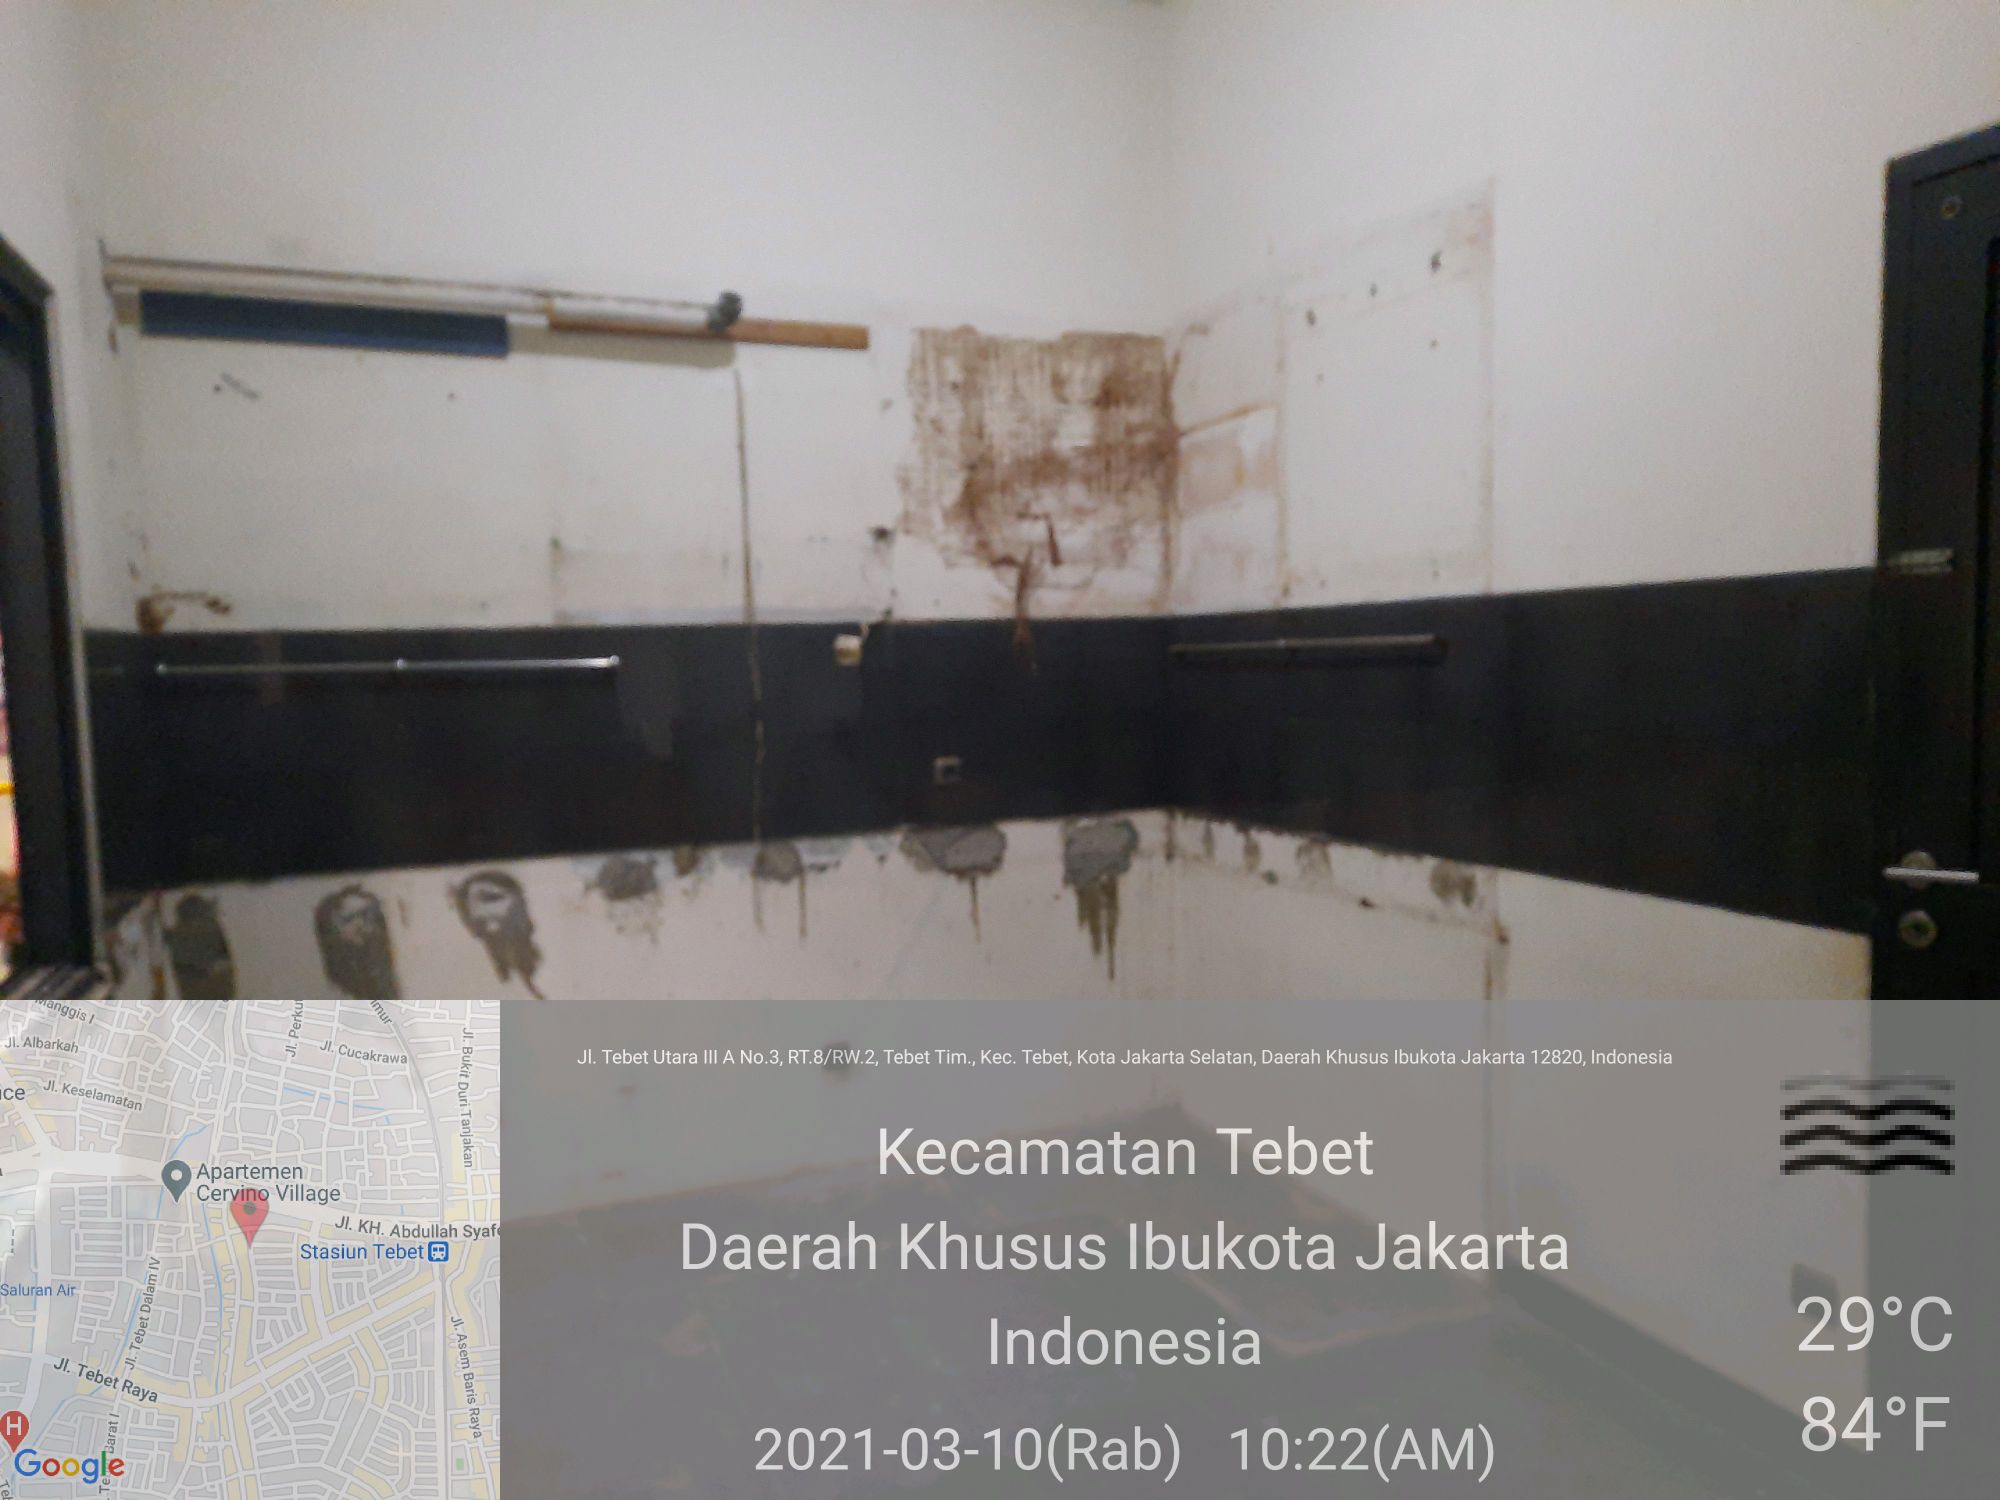 Jl. Tebet Utara III A No.3, RT.8/RW.2, Tebet Tim., Kec. Tebet, Kota Jakarta Selatan, Daerah Khusus Ibukota Jakarta 12820, Indonesia
Kecamatan Tebet
Daerah Khusus Ibukota Jakarta
Indonesia
2021-03-10(Rab) 10:22(AM)
29°C
84°F
Manggis I
Jl. Albarkah
Jl. Keselamatan
Jl. Cucakrawa
Jl. Bukit Duri Tanjakan
Apartemen
Cervino Village
Jl. KH. Abdullah Syafe
Stasiun Tebet
Saluran Air
Jl. Tebet Dalam IV
Jl. Tebet Raya
Jl. Asem Baris Raya
Barat I
H
Google